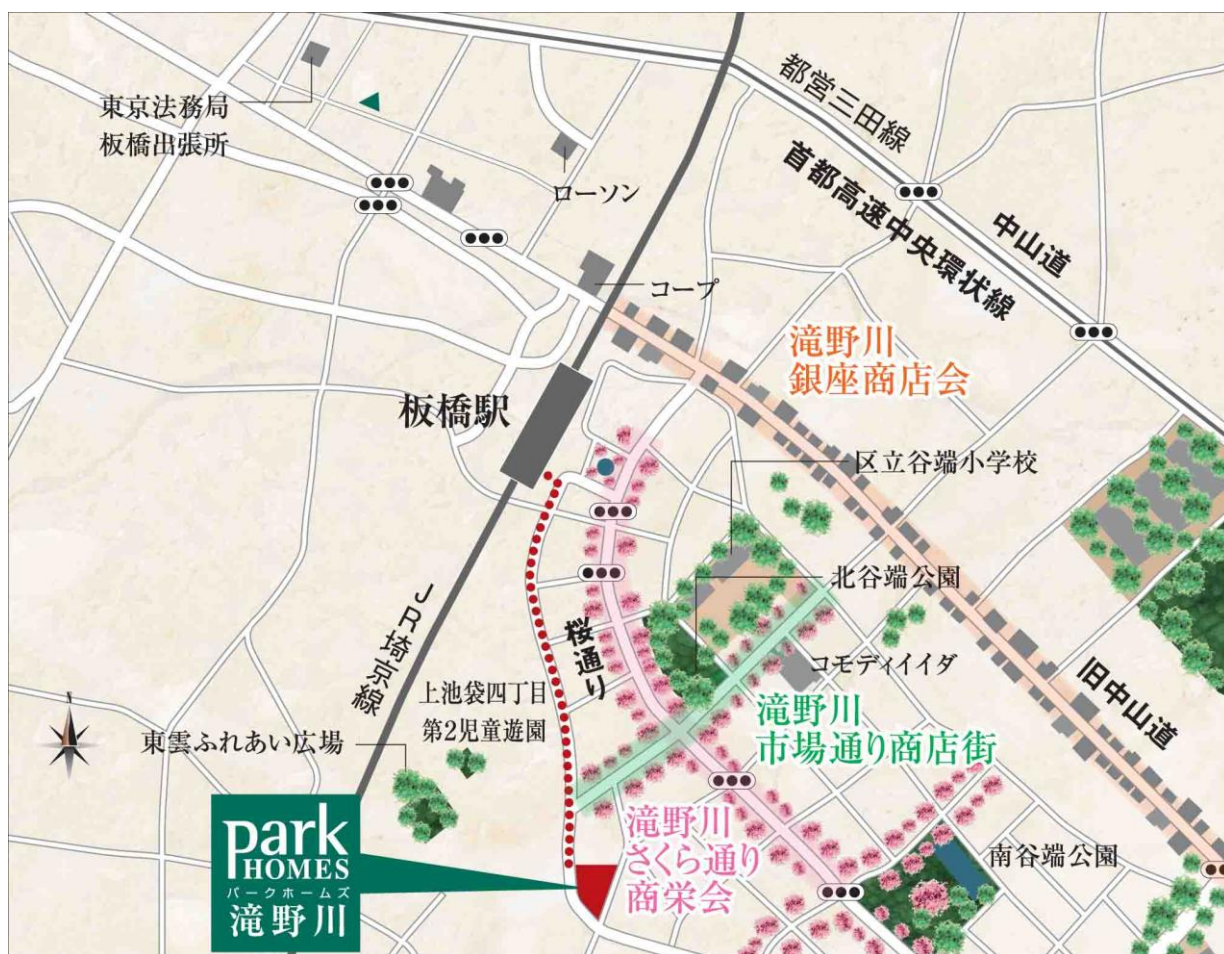 都営三田線
東京法務局
板橋出張所
ローソン
中山道
首都高速中央環状線
コープ
滝野川
銀座商店会
板橋駅
区立谷端小学校
北谷端公園
JR埼京線
桜通り
コモディイイダ
旧中山道
上池袋四丁目
第2児童遊園
滝野川
市場通り商店街
N
東雲ふれあい広場
park
HOMES
パークホームズ
滝野川
滝野川
さくら通り
商栄会
南谷端公園